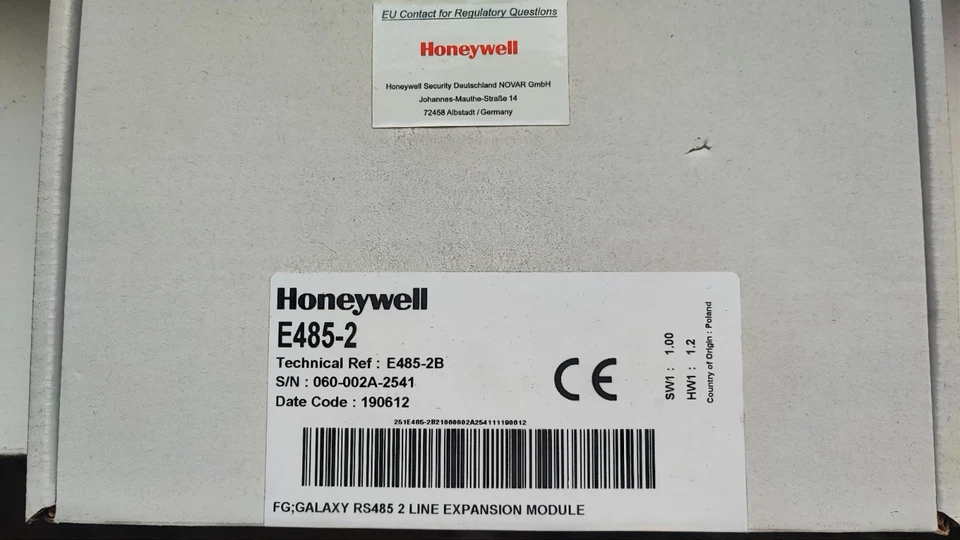 EU Contact for Regulatory Questions
Honeywell
Honeywell Security Deutschland NOVAR GmbH
Johannes-Mauthe-Straße 14
72458 Albstadt / Germany
Honeywell
E485-2
Technical Ref : E485-2B
S/N : 060-002A-2541
Date Code : 190612
CE
SW1 : 1.00
HW1 : 1.2
Country of Origin : Poland
251E485-2B21060002A254111190612
FG;GALAXY RS485 2 LINE EXPANSION MODULE